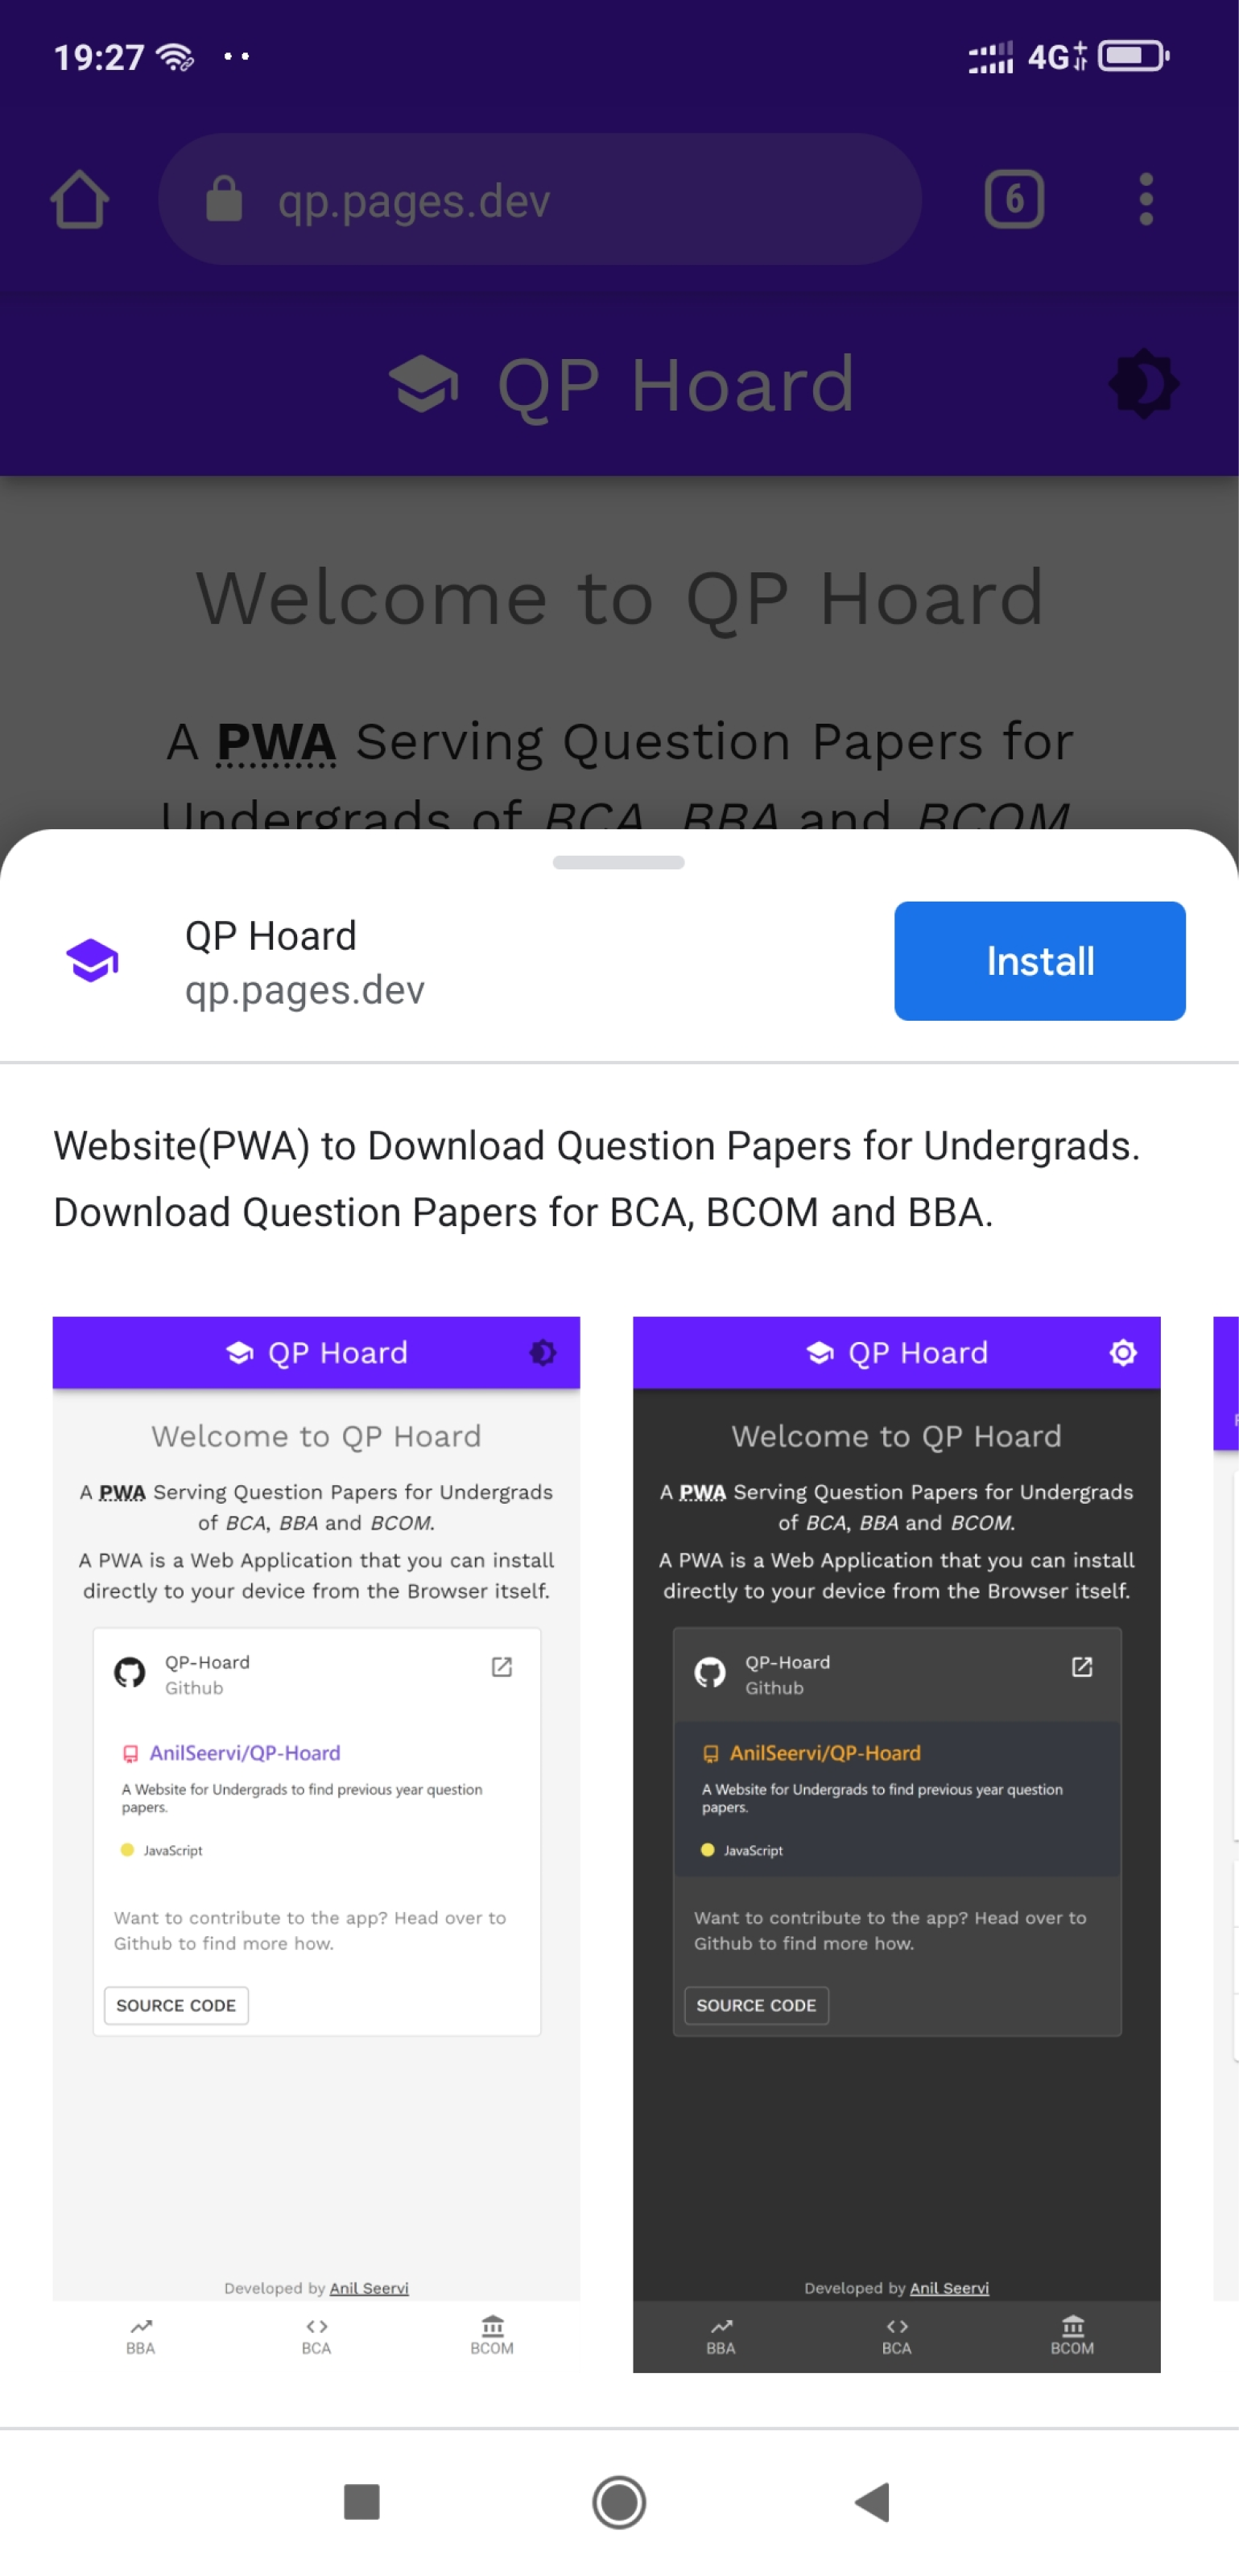 19:27
4G+
qp.pages.dev
6
QP Hoard
Welcome to QP Hoard
A PWA Serving Question Papers for
Undergrads of BCA, BBA and BCOM
QP Hoard
qp.pages.dev
Install
Website(PWA) to Download Question Papers for Undergrads.
Download Question Papers for BCA, BCOM and BBA.
QP Hoard
Welcome to QP Hoard
A PWA Serving Question Papers for Undergrads
of BCA, BBA and BCOM.
A PWA is a Web Application that you can install
directly to your device from the Browser itself.
QP-Hoard
Github
AnilSeervi/QP-Hoard
A Website for Undergrads to find previous year question
papers.
JavaScript
Want to contribute to the app? Head over to
Github to find more how.
SOURCE CODE
Developed by Anil Seervi
BBA
BCA
BCOM
QP Hoard
Welcome to QP Hoard
A PWA Serving Question Papers for Undergrads
of BCA, BBA and BCOM.
A PWA is a Web Application that you can install
directly to your device from the Browser itself.
QP-Hoard
Github
AnilSeervi/QP-Hoard
A Website for Undergrads to find previous year question
papers.
JavaScript
Want to contribute to the app? Head over to
Github to find more how.
SOURCE CODE
Developed by Anil Seervi
BBA
BCA
BCOM